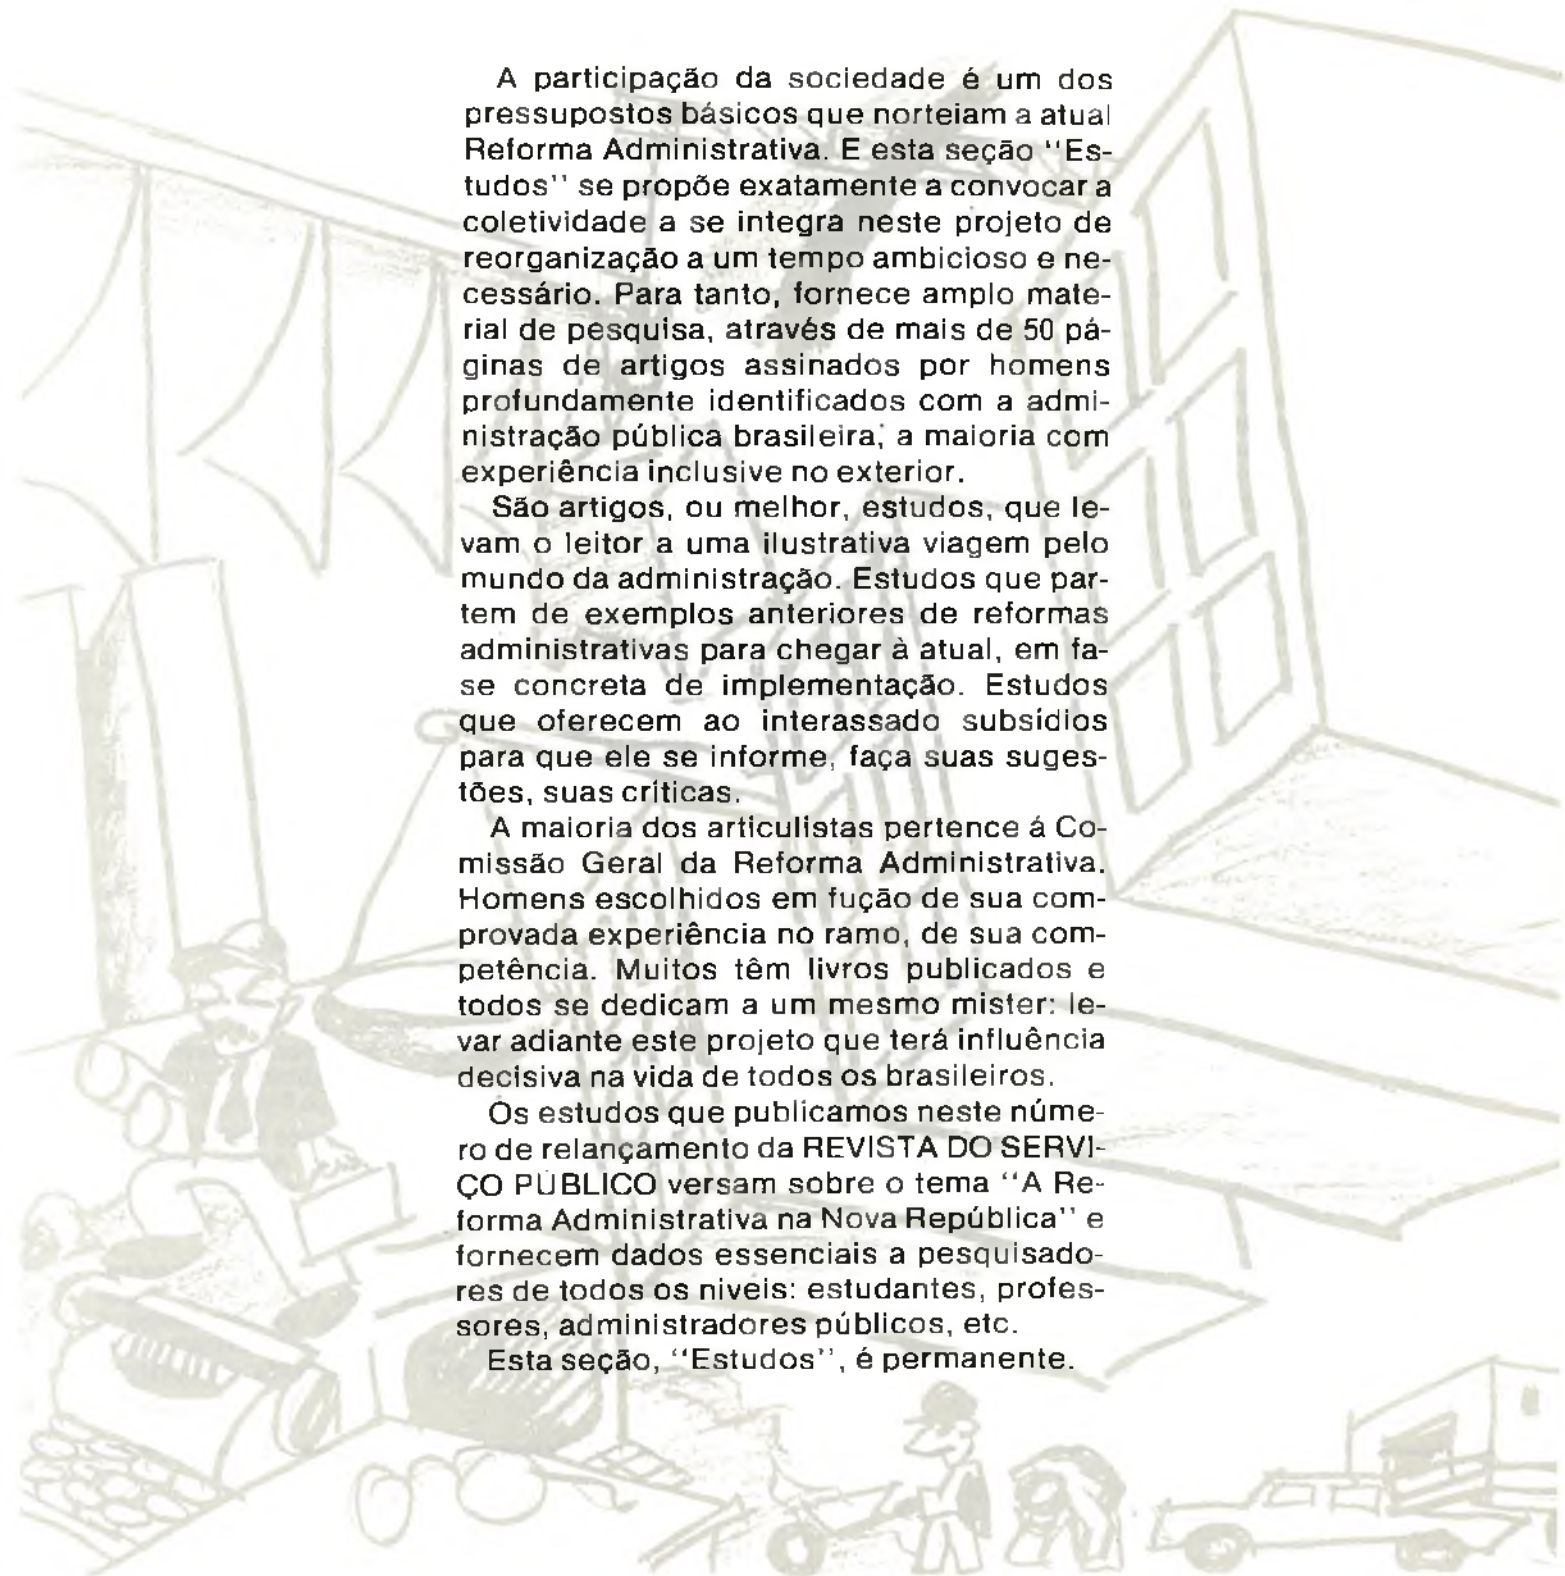 A participação da sociedade é um dos
pressupostos básicos que norteiam a atual
Reforma Administrativa. E esta seção "Es-
tudos" se propõe exatamente a convocar a
coletividade a se integra neste projeto de
reorganização a um tempo ambicioso e ne-
cessário. Para tanto, fornece amplo mate-
rial de pesquisa, através de mais de 50 pá-
ginas de artigos assinados por homens
profundamente identificados com a admi-
nistração pública brasileira, a maioria com
experiência inclusive no exterior.
São artigos, ou melhor, estudos, que le-
vam o leitor a uma ilustrativa viagem pelo
mundo da administração. Estudos que par-
tem de exemplos anteriores de reformas
administrativas para chegar à atual, em fa-
se concreta de implementação. Estudos
que oferecem ao interassado subsídios
para que ele se informe, faça suas suges-
tões, suas críticas.
A maioria dos articulistas pertence á Co-
missão Geral da Reforma Administrativa.
Homens escolhidos em fução de sua com-
provada experiência no ramo, de sua com-
petência. Muitos têm livros publicados e
todos se dedicam a um mesmo mister: le-
var adiante este projeto que terá influência
decisiva na vida de todos os brasileiros.
Os estudos que publicamos neste núme-
ro de relançamento da REVISTA DO SERVI-
ÇO PÚBLICO versam sobre o tema "A Re-
forma Administrativa na Nova República" e
fornecem dados essenciais a pesquisado-
res de todos os niveis: estudantes, profes-
sores, administradores públicos, etc.
Esta seção, "Estudos", é permanente.